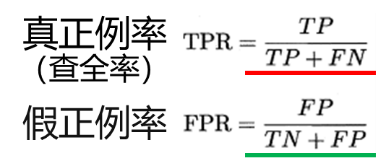 真正例率 TPR = TP / (TP + FN)
(查全率)
假正例率 FPR = FP / (TN + FP)